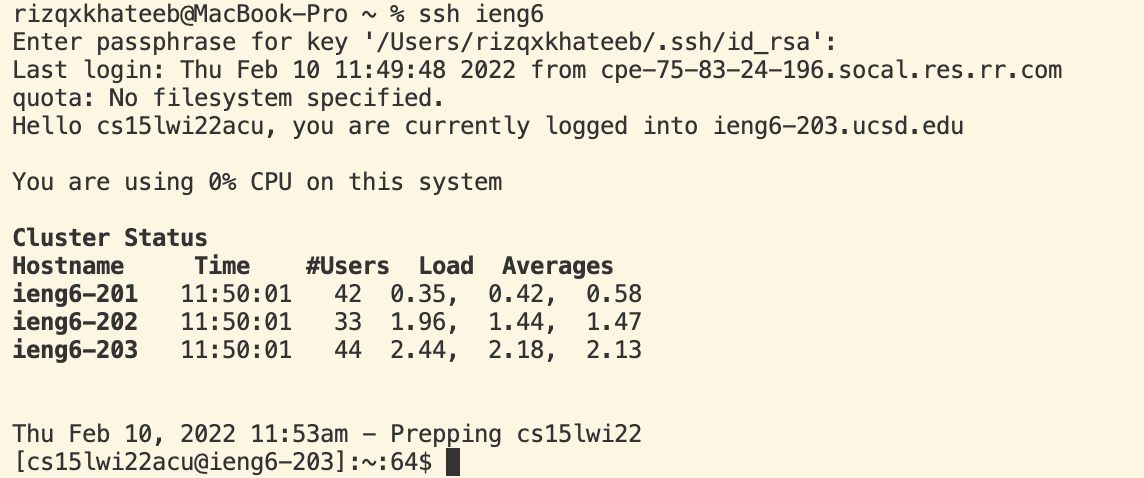 rizqxkhateeb@MacBook-Pro ~ % ssh ieng6
Enter passphrase for key '/Users/rizqxkhateeb/.ssh/id_rsa':
Last login: Thu Feb 10 11:49:48 2022 from cpe-75-83-24-196.socal.res.rr.com
quota: No filesystem specified.
Hello cs15lwi22acu, you are currently logged into ieng6-203.ucsd.edu
You are using 0% CPU on this system
Cluster Status
Hostname     Time    #Users  Load  Averages
ieng6-201   11:50:01   42  0.35,  0.42,  0.58
ieng6-202   11:50:01   33  1.96,  1.44,  1.47
ieng6-203   11:50:01   44  2.44,  2.18,  2.13
Thu Feb 10, 2022 11:53am - Prepping cs15lwi22
[cs15lwi22acu@ieng6-203]:~:64$